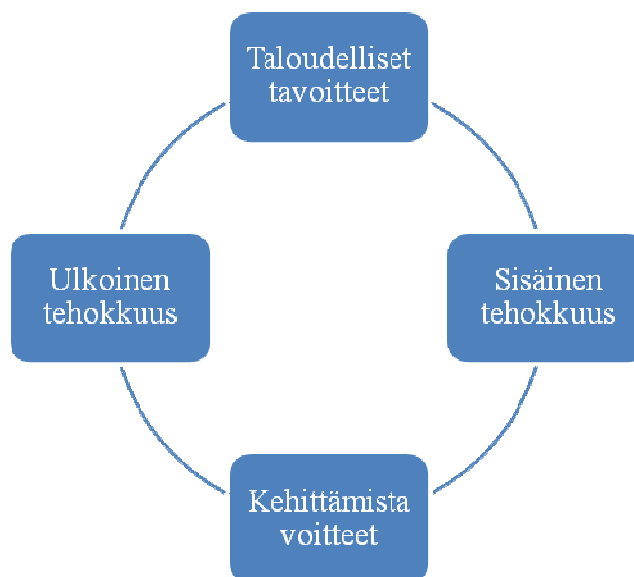 Taloudelliset
tavoitteet
Ulkoinen
tehokkuus
Sisäinen
tehokkuus
Kehittämista
voitteet